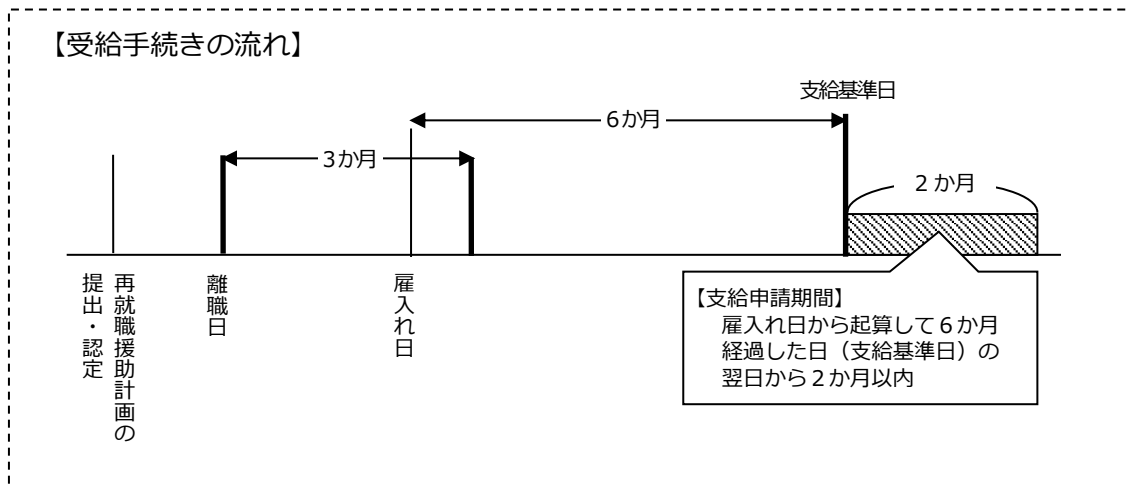 【受給手続きの流れ】
支給基準日
６か月
３か月
２か月
再就職援助計画の
提出・認定
離職日
雇入れ日
【支給申請期間】
雇入れ日から起算して６か月
経過した日（支給基準日）の
翌日から２か月以内